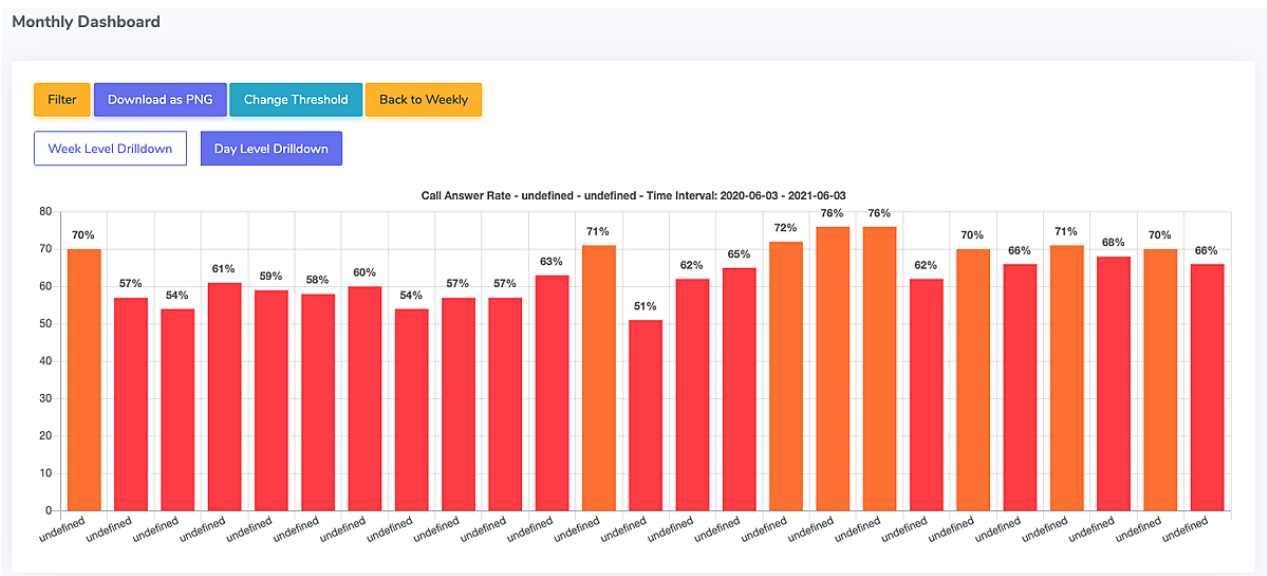 Monthly Dashboard
Filter Download as PNG Change Threshold Back to Weekly
Week Level Drilldown Day Level Drilldown
Call Answer Rate - undefined - undefined - Time Interval: 2020-06-03 - 2021-06-03
80
70
60
50
40
30
20
10
0
70% 57% 54% 61% 59% 58% 60% 54% 57% 57% 63% 71% 51% 62% 65% 72% 76% 76% 62% 70% 66% 71% 68% 70% 66%
undefined undefined undefined undefined undefined undefined undefined undefined undefined undefined undefined undefined undefined undefined undefined undefined undefined undefined undefined undefined undefined undefined undefined undefined undefined